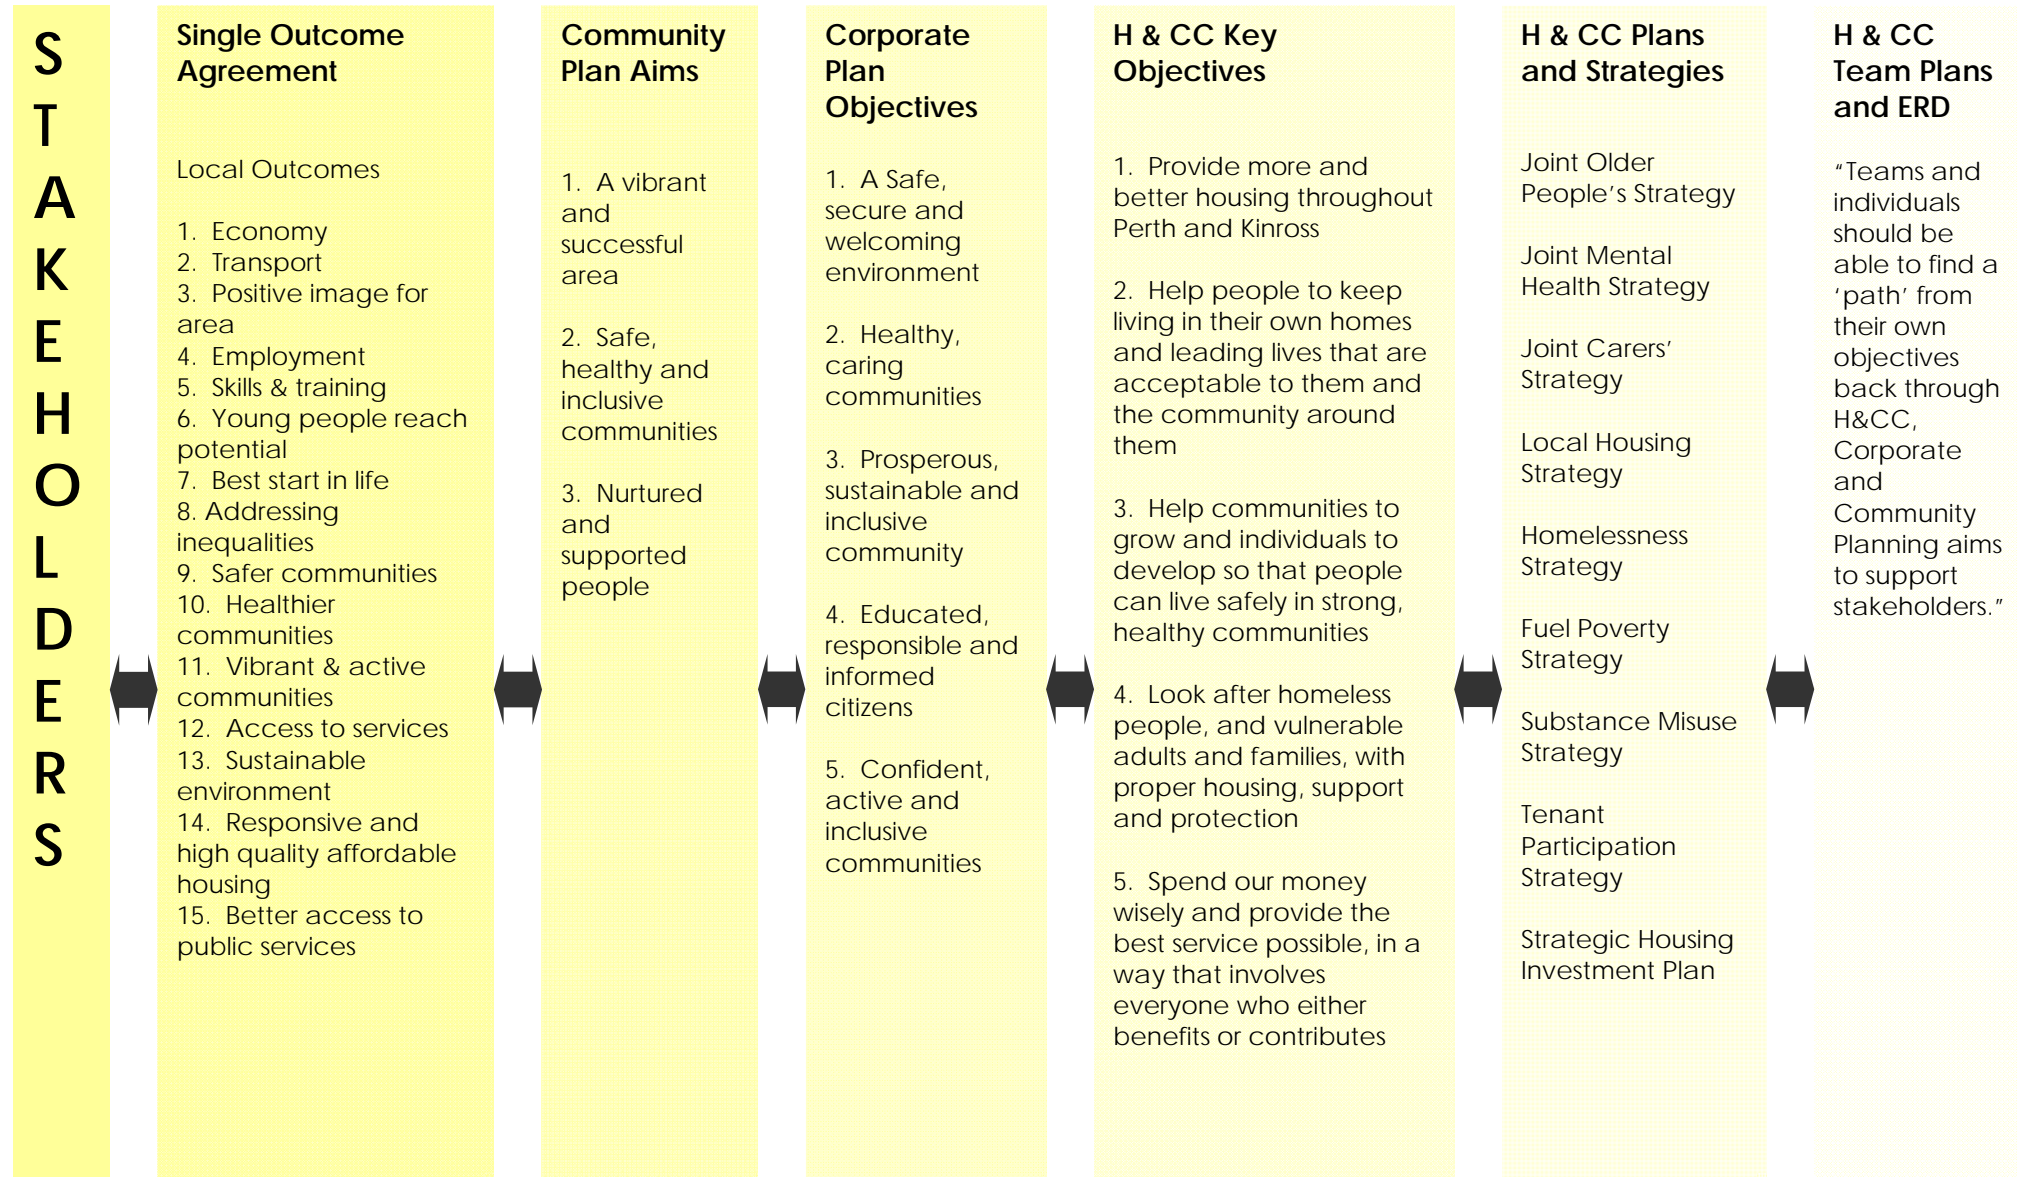 S
T
A
K
E
H
O
L
D
E
R
S
Single Outcome
Agreement
Local Outcomes
1. Economy
2. Transport
3. Positive image for
area
4. Employment
5. Skills & training
6. Young people reach
potential
7. Best start in life
8. Addressing
inequalities
9. Safer communities
10. Healthier
communities
11. Vibrant & active
communities
12. Access to services
13. Sustainable
environment
14. Responsive and
high quality affordable
housing
15. Better access to
public services
Community
Plan Aims
1. A vibrant
and
successful
area
2. Safe,
healthy and
inclusive
communities
3. Nurtured
and
supported
people
Corporate
Plan
Objectives
1. A Safe,
secure and
welcoming
environment
2. Healthy,
caring
communities
3. Prosperous,
sustainable and
inclusive
community
4. Educated,
responsible and
informed
citizens
5. Confident,
active and
inclusive
communities
H & CC Key
Objectives
1. Provide more and
better housing throughout
Perth and Kinross
2. Help people to keep
living in their own homes
and leading lives that are
acceptable to them and
the community around
them
3. Help communities to
grow and individuals to
develop so that people
can live safely in strong,
healthy communities
4. Look after homeless
people, and vulnerable
adults and families, with
proper housing, support
and protection
5. Spend our money
wisely and provide the
best service possible, in a
way that involves
everyone who either
benefits or contributes
H & CC Plans
and Strategies
Joint Older
People’s Strategy
Joint Mental
Health Strategy
Joint Carers’
Strategy
Local Housing
Strategy
Homelessness
Strategy
Fuel Poverty
Strategy
Substance Misuse
Strategy
Tenant
Participation
Strategy
Strategic Housing
Investment Plan
H & CC
Team Plans
and ERD
“Teams and
individuals
should be
able to find a
‘path’ from
their own
objectives
back through
H&CC,
Corporate
and
Community
Planning aims
to support
stakeholders.”